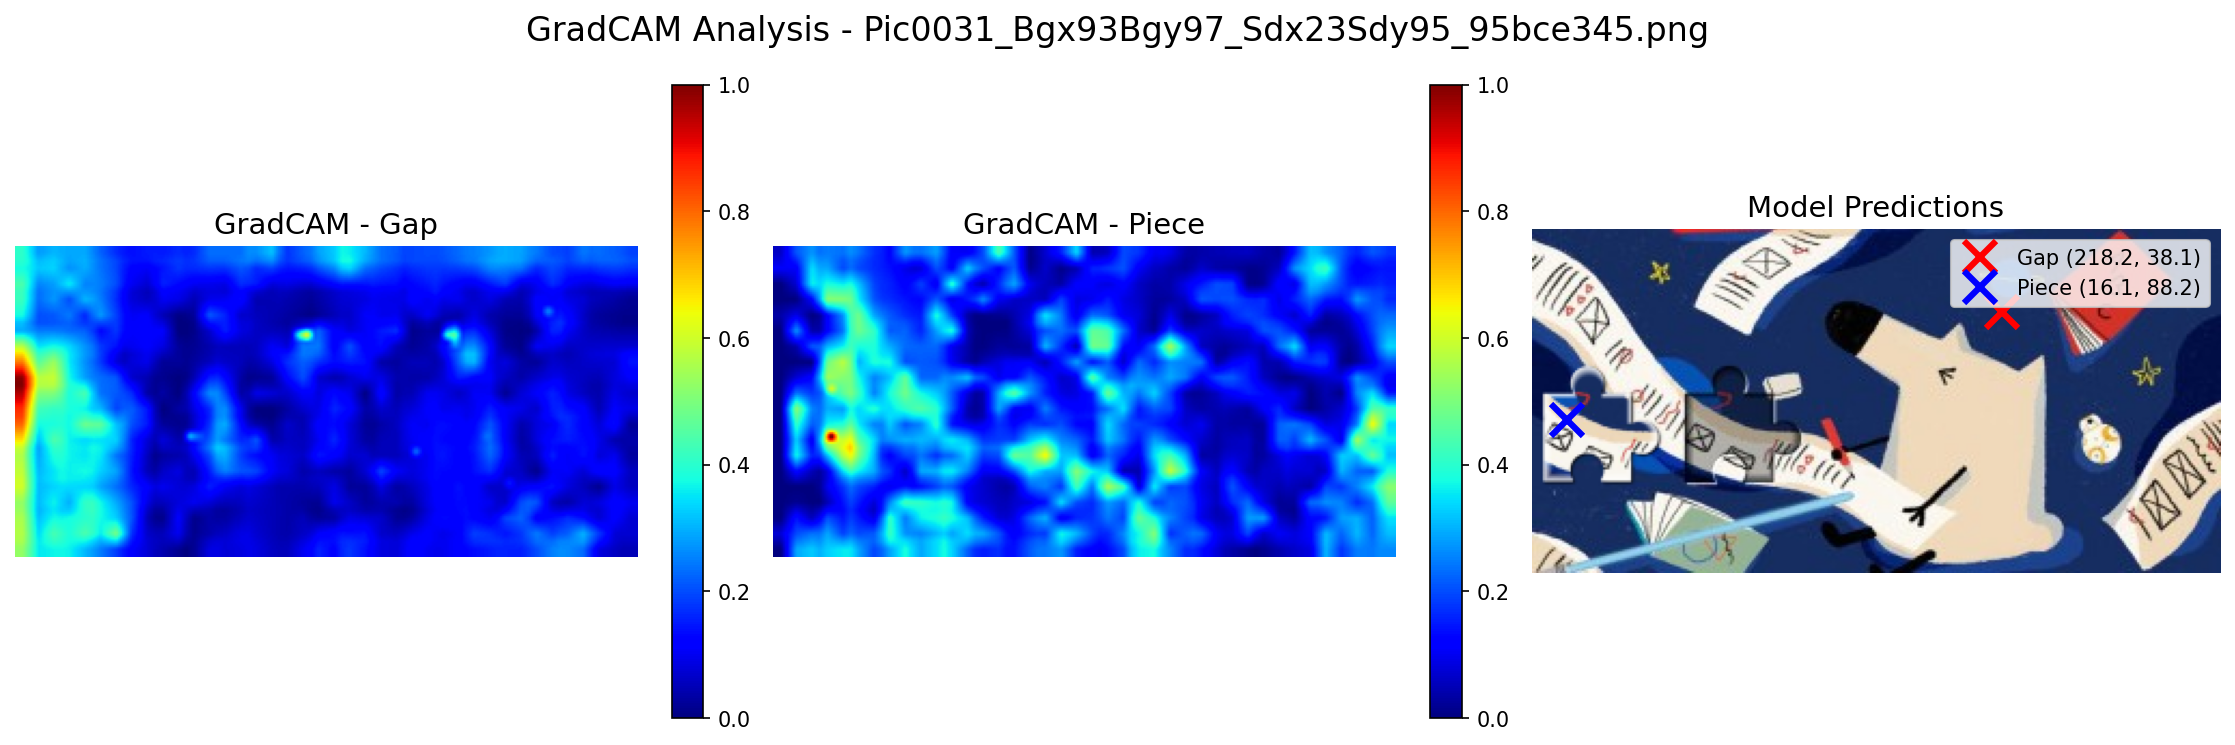 GradCAM Analysis - Pic0031_Bgx93Bgy97_Sdx23Sdy95_95bce345.png
GradCAM - Gap
1.0
0.8
0.6
0.4
0.2
0.0
GradCAM - Piece
1.0
0.8
0.6
0.4
0.2
0.0
Model Predictions
Gap (218.2, 38.1)
Piece (16.1, 88.2)